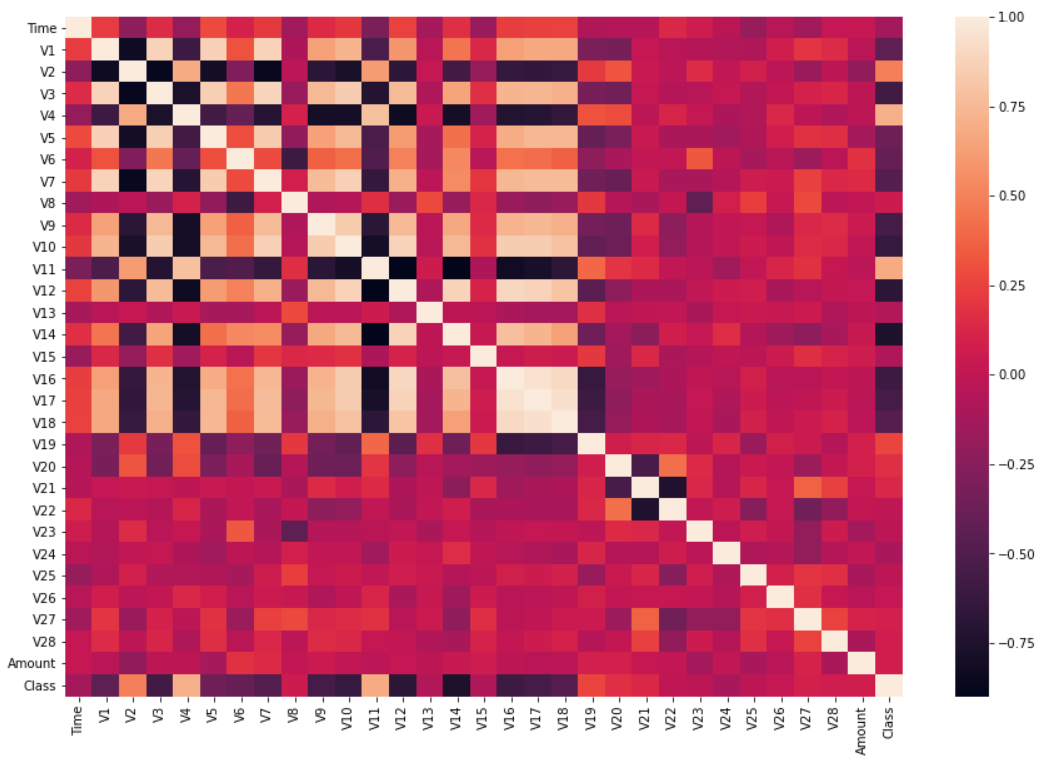 Time
V1
V2
V3
V4
V5
V6
V7
V8
V9
V10
V11
V12
V13
V14
V15
V16
V17
V18
V19
V20
V21
V22
V23
V24
V25
V26
V27
V28
Amount
Class
Time V1 V2 V3 V4 V5 V6 V7 V8 V9 V10 V11 V12 V13 V14 V15 V16 V17 V18 V19 V20 V21 V22 V23 V24 V25 V26 V27 V28 Amount Class
1.00
0.75
0.50
0.25
0.00
−0.25
−0.50
−0.75